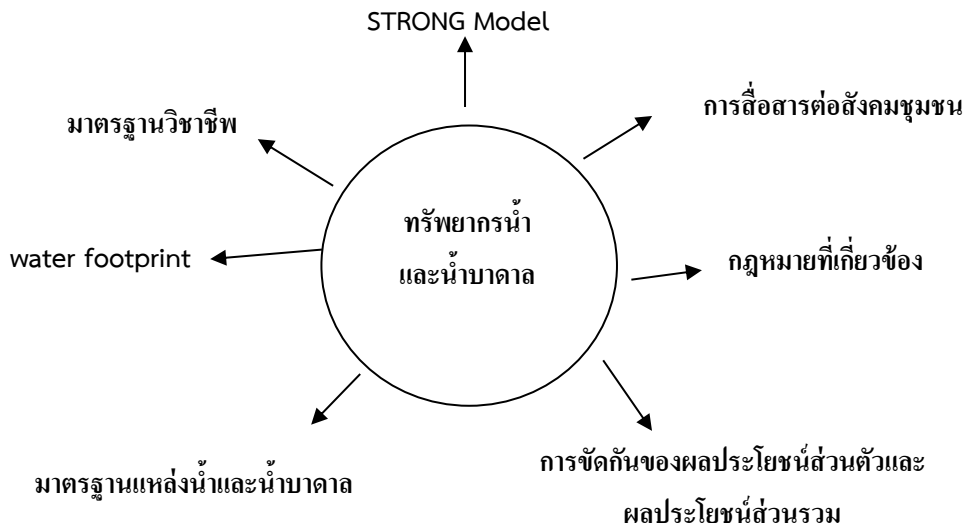 STRONG Model
การสื่อสารต่อสังคมชุมชน
มาตรฐานวิชาชีพ
ทรัพยากรน้ำ
และน้ำบาดาล
water footprint
กฎหมายที่เกี่ยวข้อง
การขัดกันของผลประโยชน์ส่วนตัวและ
ผลประโยชน์ส่วนรวม
มาตรฐานแหล่งน้ำและน้ำบาดาล